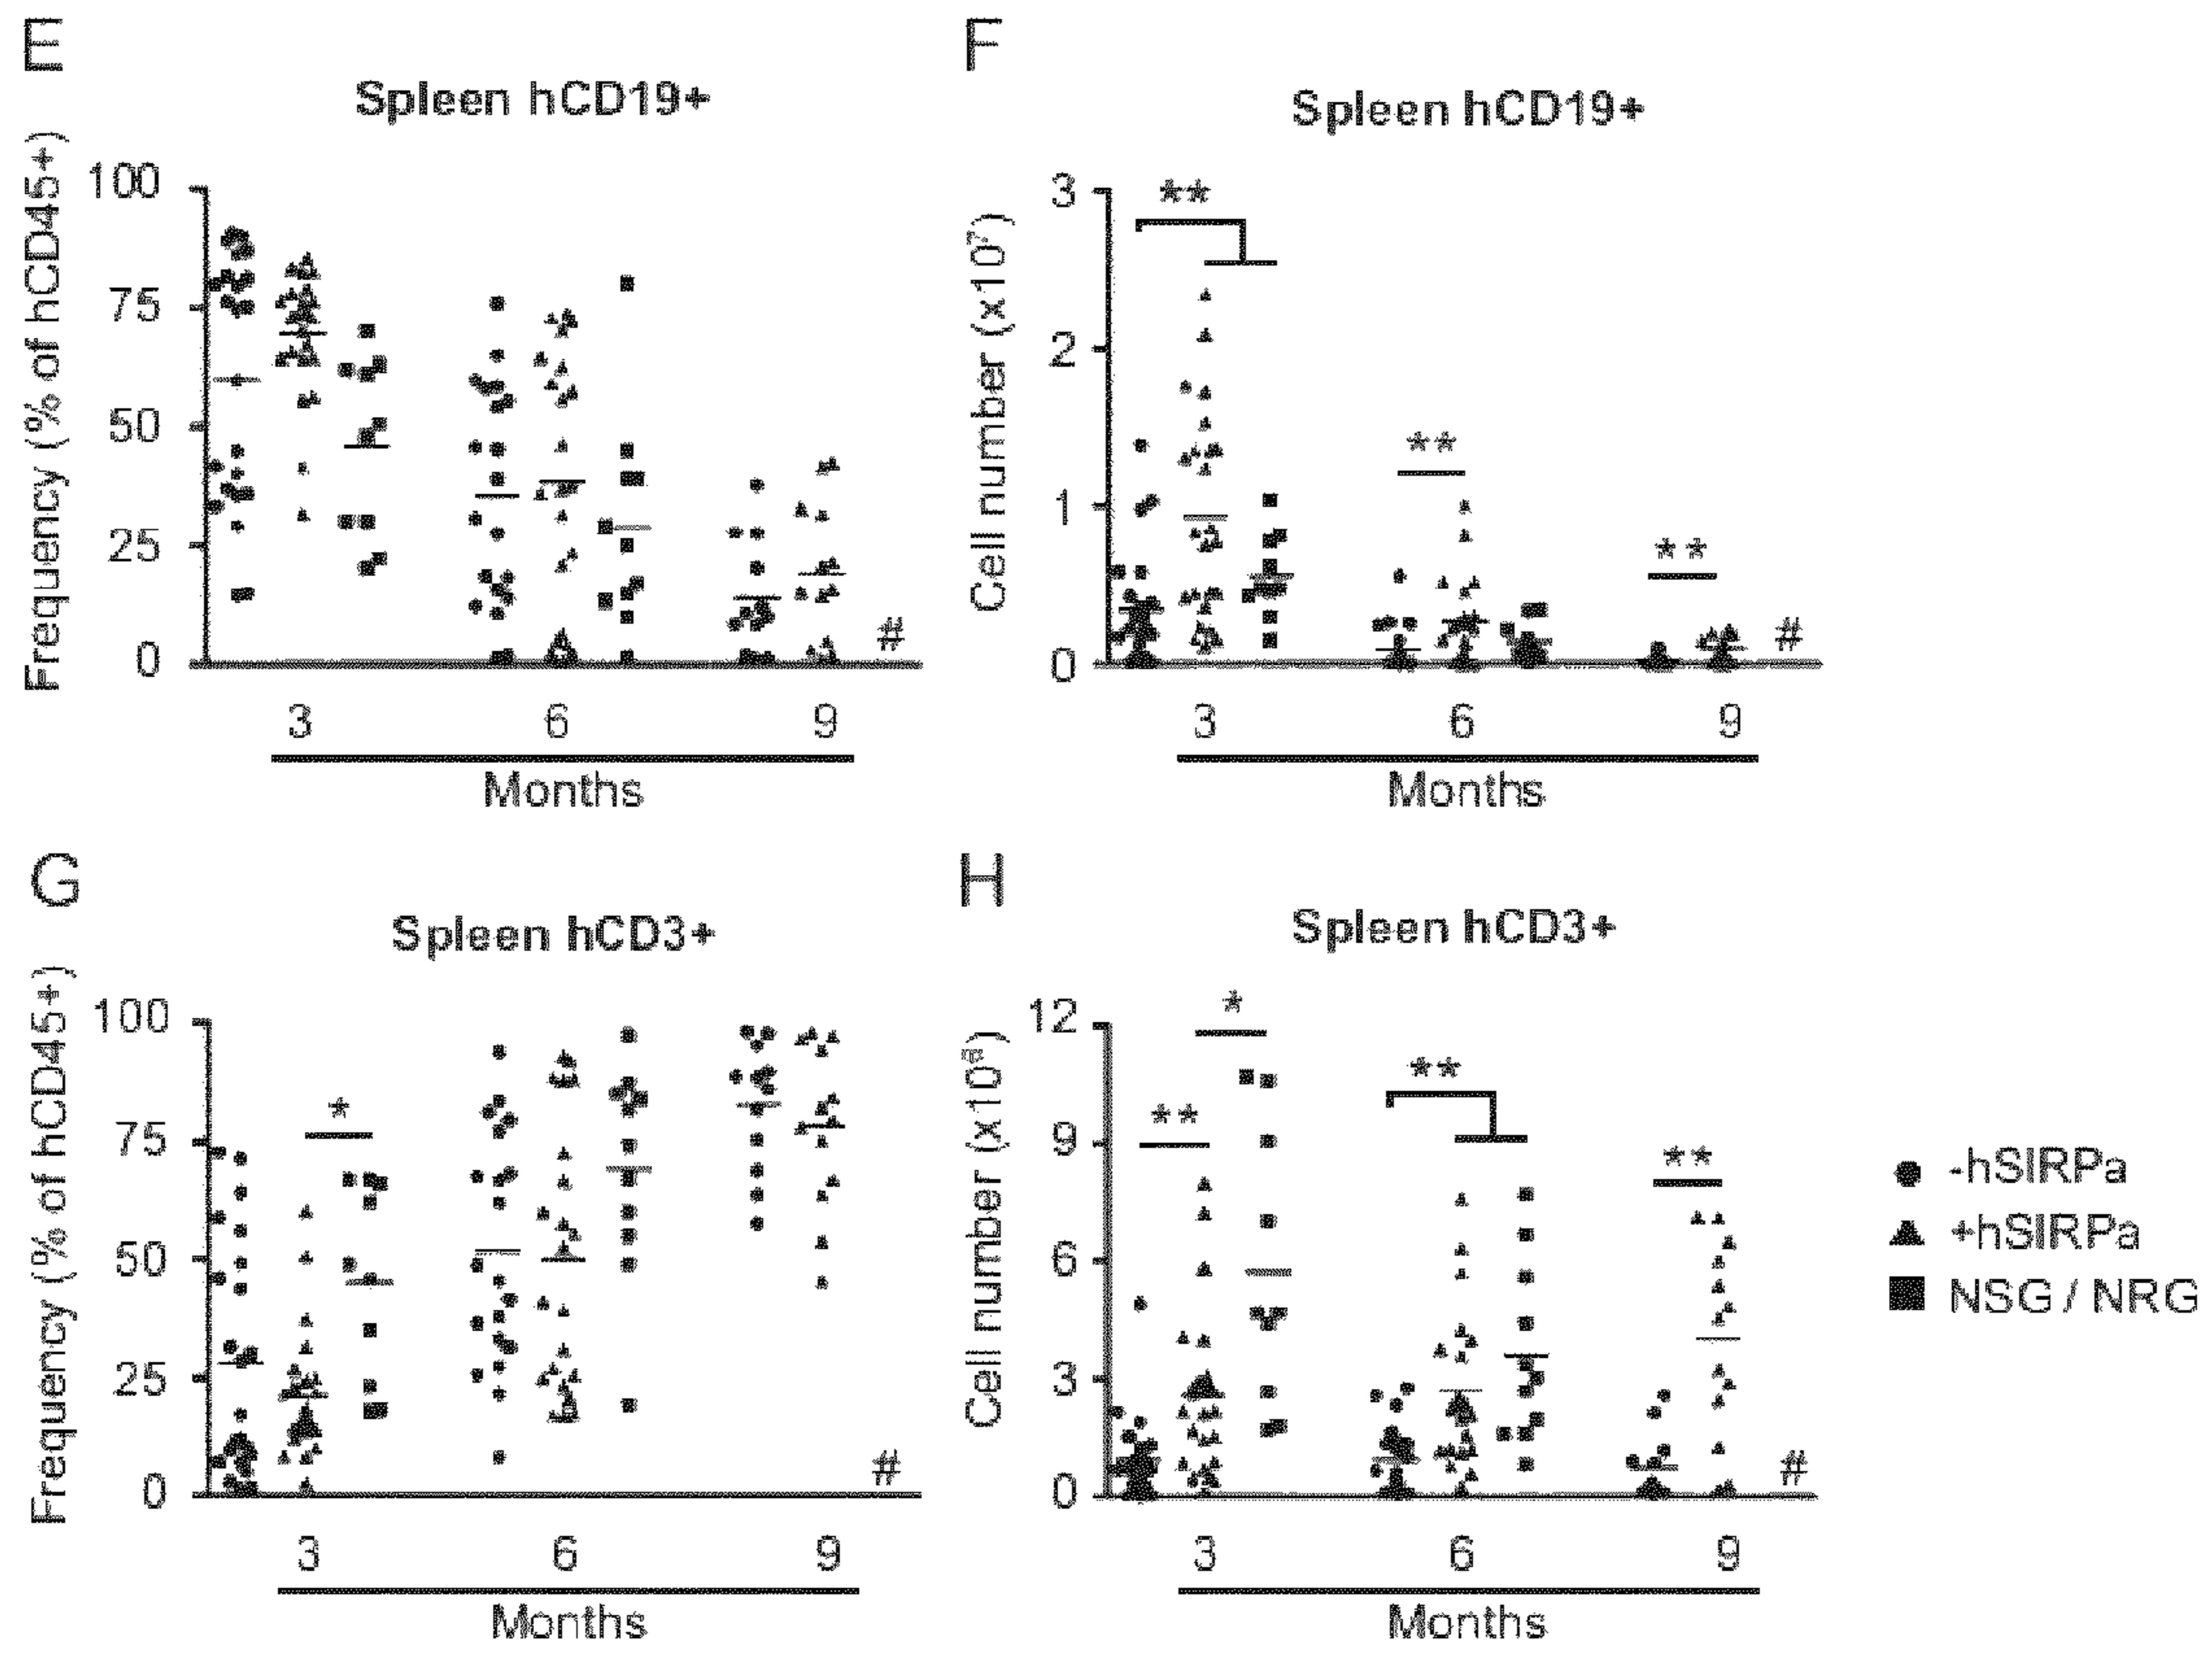 E
Spleen hCD19+
Frequency (% of hCD45+)
100
75
50
25
0
#
3 6 9
Months
F
Spleen hCD19+
Cell number (x10⁷)
3
2
1
0
**
**
**
#
3 6 9
Months
G
Spleen hCD3+
Frequency (% of hCD45+)
100
75
50
25
0
*
#
3 6 9
Months
H
Spleen hCD3+
Cell number
12
9
6
3
0
**
*
**
**
#
3 6 9
Months
-hSIRPa
+hSIRPa
NSG / NRG